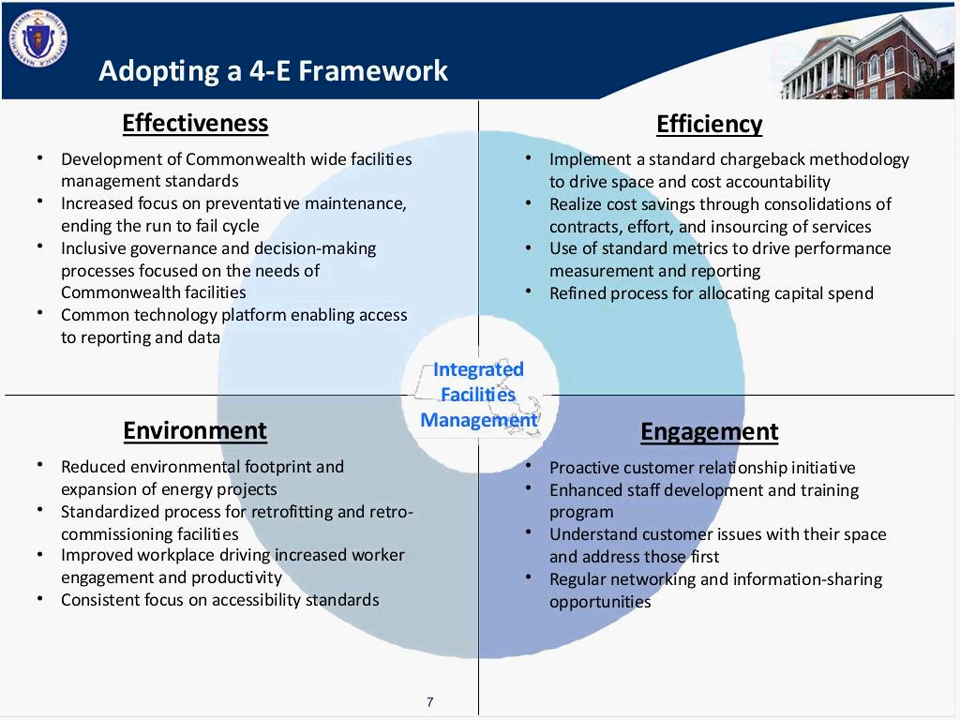 Adopting a 4-E Framework
Effectiveness
• Development of Commonwealth wide facilities
management standards
• Increased focus on preventative maintenance,
ending the run to fail cycle
• Inclusive governance and decision-making
processes focused on the needs of
Commonwealth facilities
• Common technology platform enabling access
to reporting and data
Efficiency
• Implement a standard chargeback methodology
to drive space and cost accountability
• Realize cost savings through consolidations of
contracts, effort, and insourcing of services
• Use of standard metrics to drive performance
measurement and reporting
• Refined process for allocating capital spend
Integrated
Facilities
Management
Environment
• Reduced environmental footprint and
expansion of energy projects
• Standardized process for retrofitting and retro-
commissioning facilities
• Improved workplace driving increased worker
engagement and productivity
• Consistent focus on accessibility standards
Engagement
• Proactive customer relationship initiative
• Enhanced staff development and training
program
• Understand customer issues with their space
and address those first
• Regular networking and information-sharing
opportunities
7